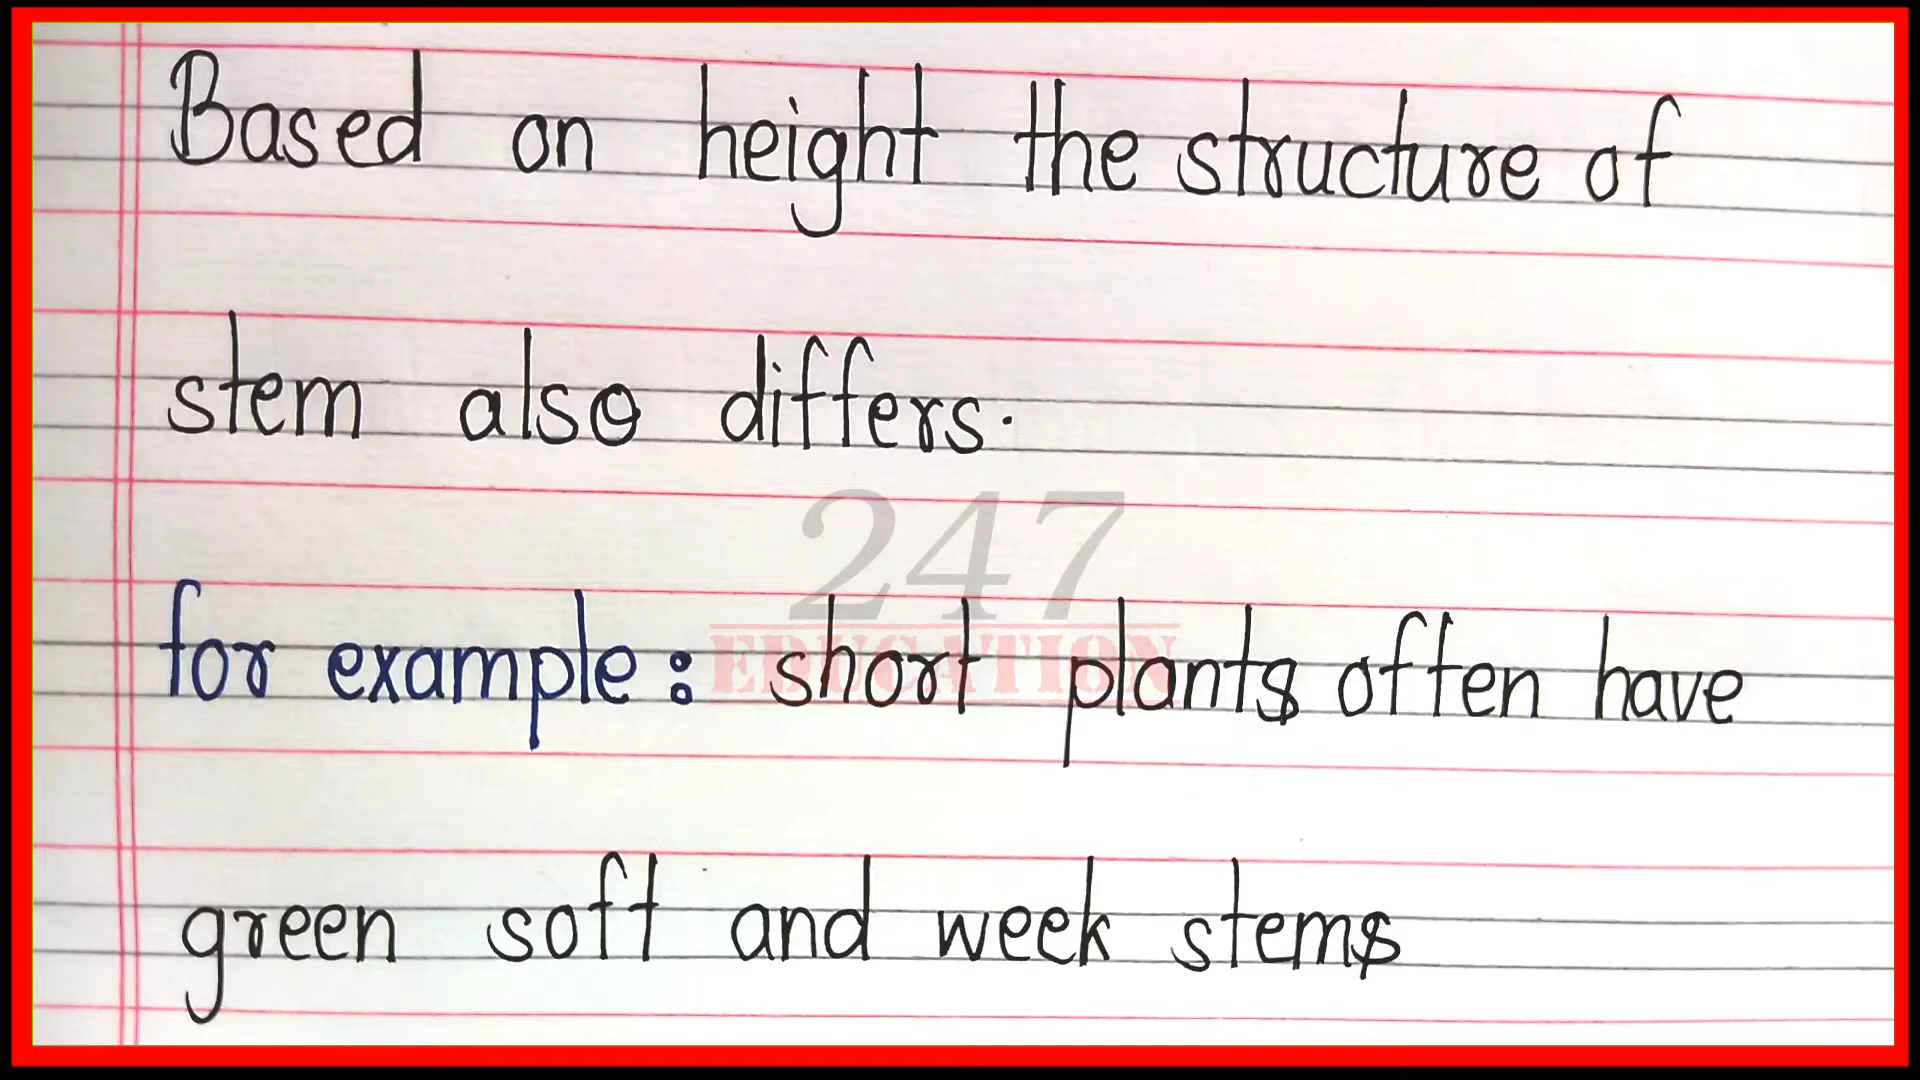 Based on height the structure of
stem also differs.
247
EDUCATION
for example: short plants often have
green soft and week stems